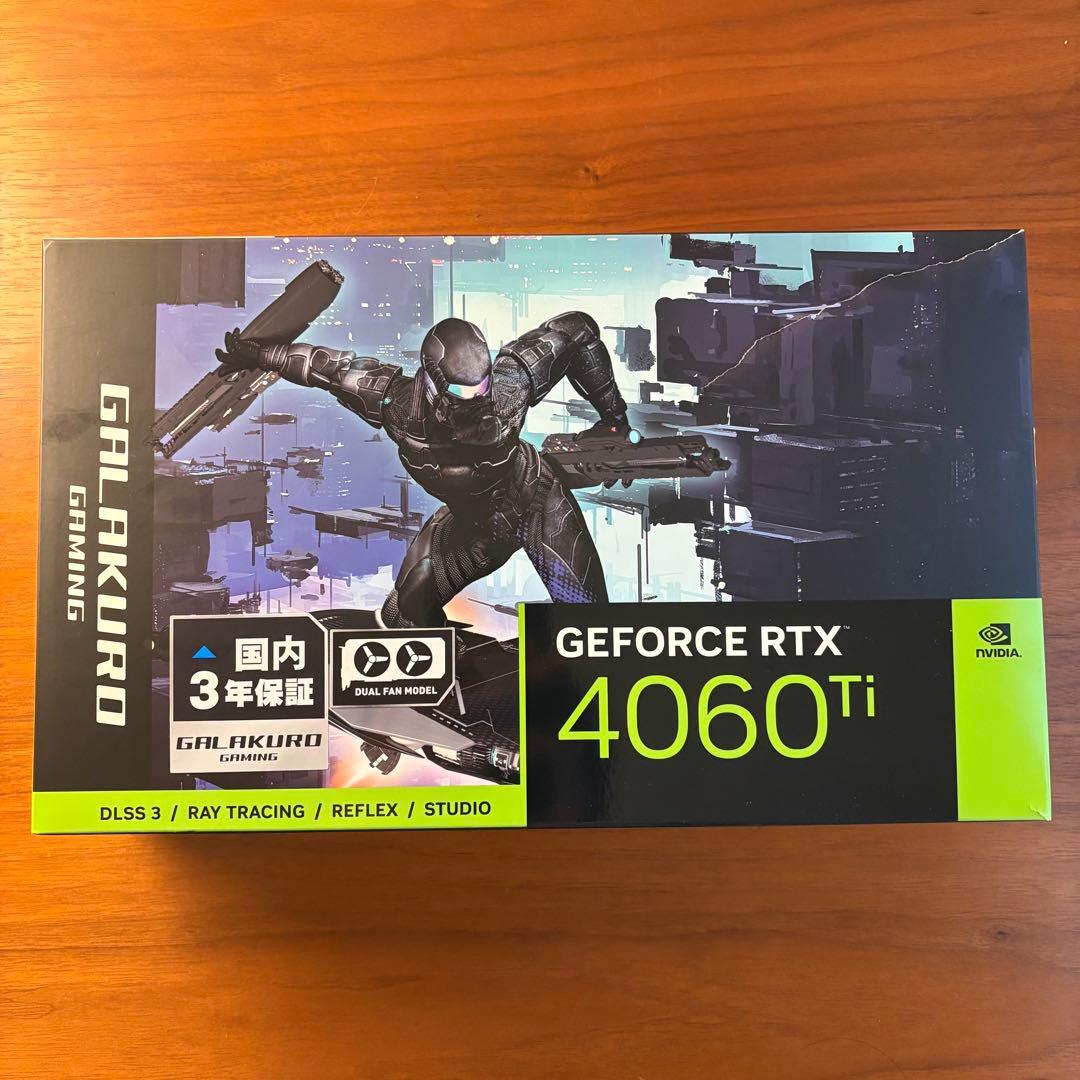 GALAKURO
GAMING
国内
3年保証
GALAKURO
GAMING
DUAL FAN MODEL
GEFORCE RTX™
4060Ti
NVIDIA.
DLSS 3 / RAY TRACING / REFLEX / STUDIO